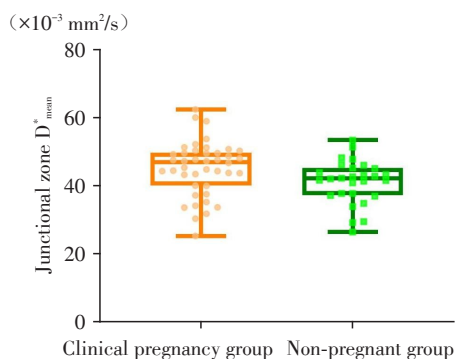 (×10⁻³ mm²/s)
80
60
40
20
0
Junctional zone D*mean
Clinical pregnancy group
Non-pregnant group